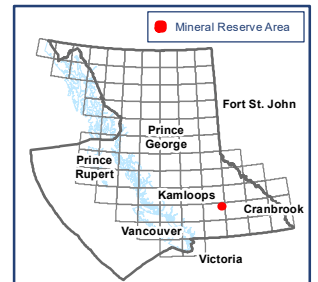 Mineral Reserve Area
Fort St. John
Prince
George
Prince
Rupert
Kamloops
Cranbrook
Vancouver
Victoria